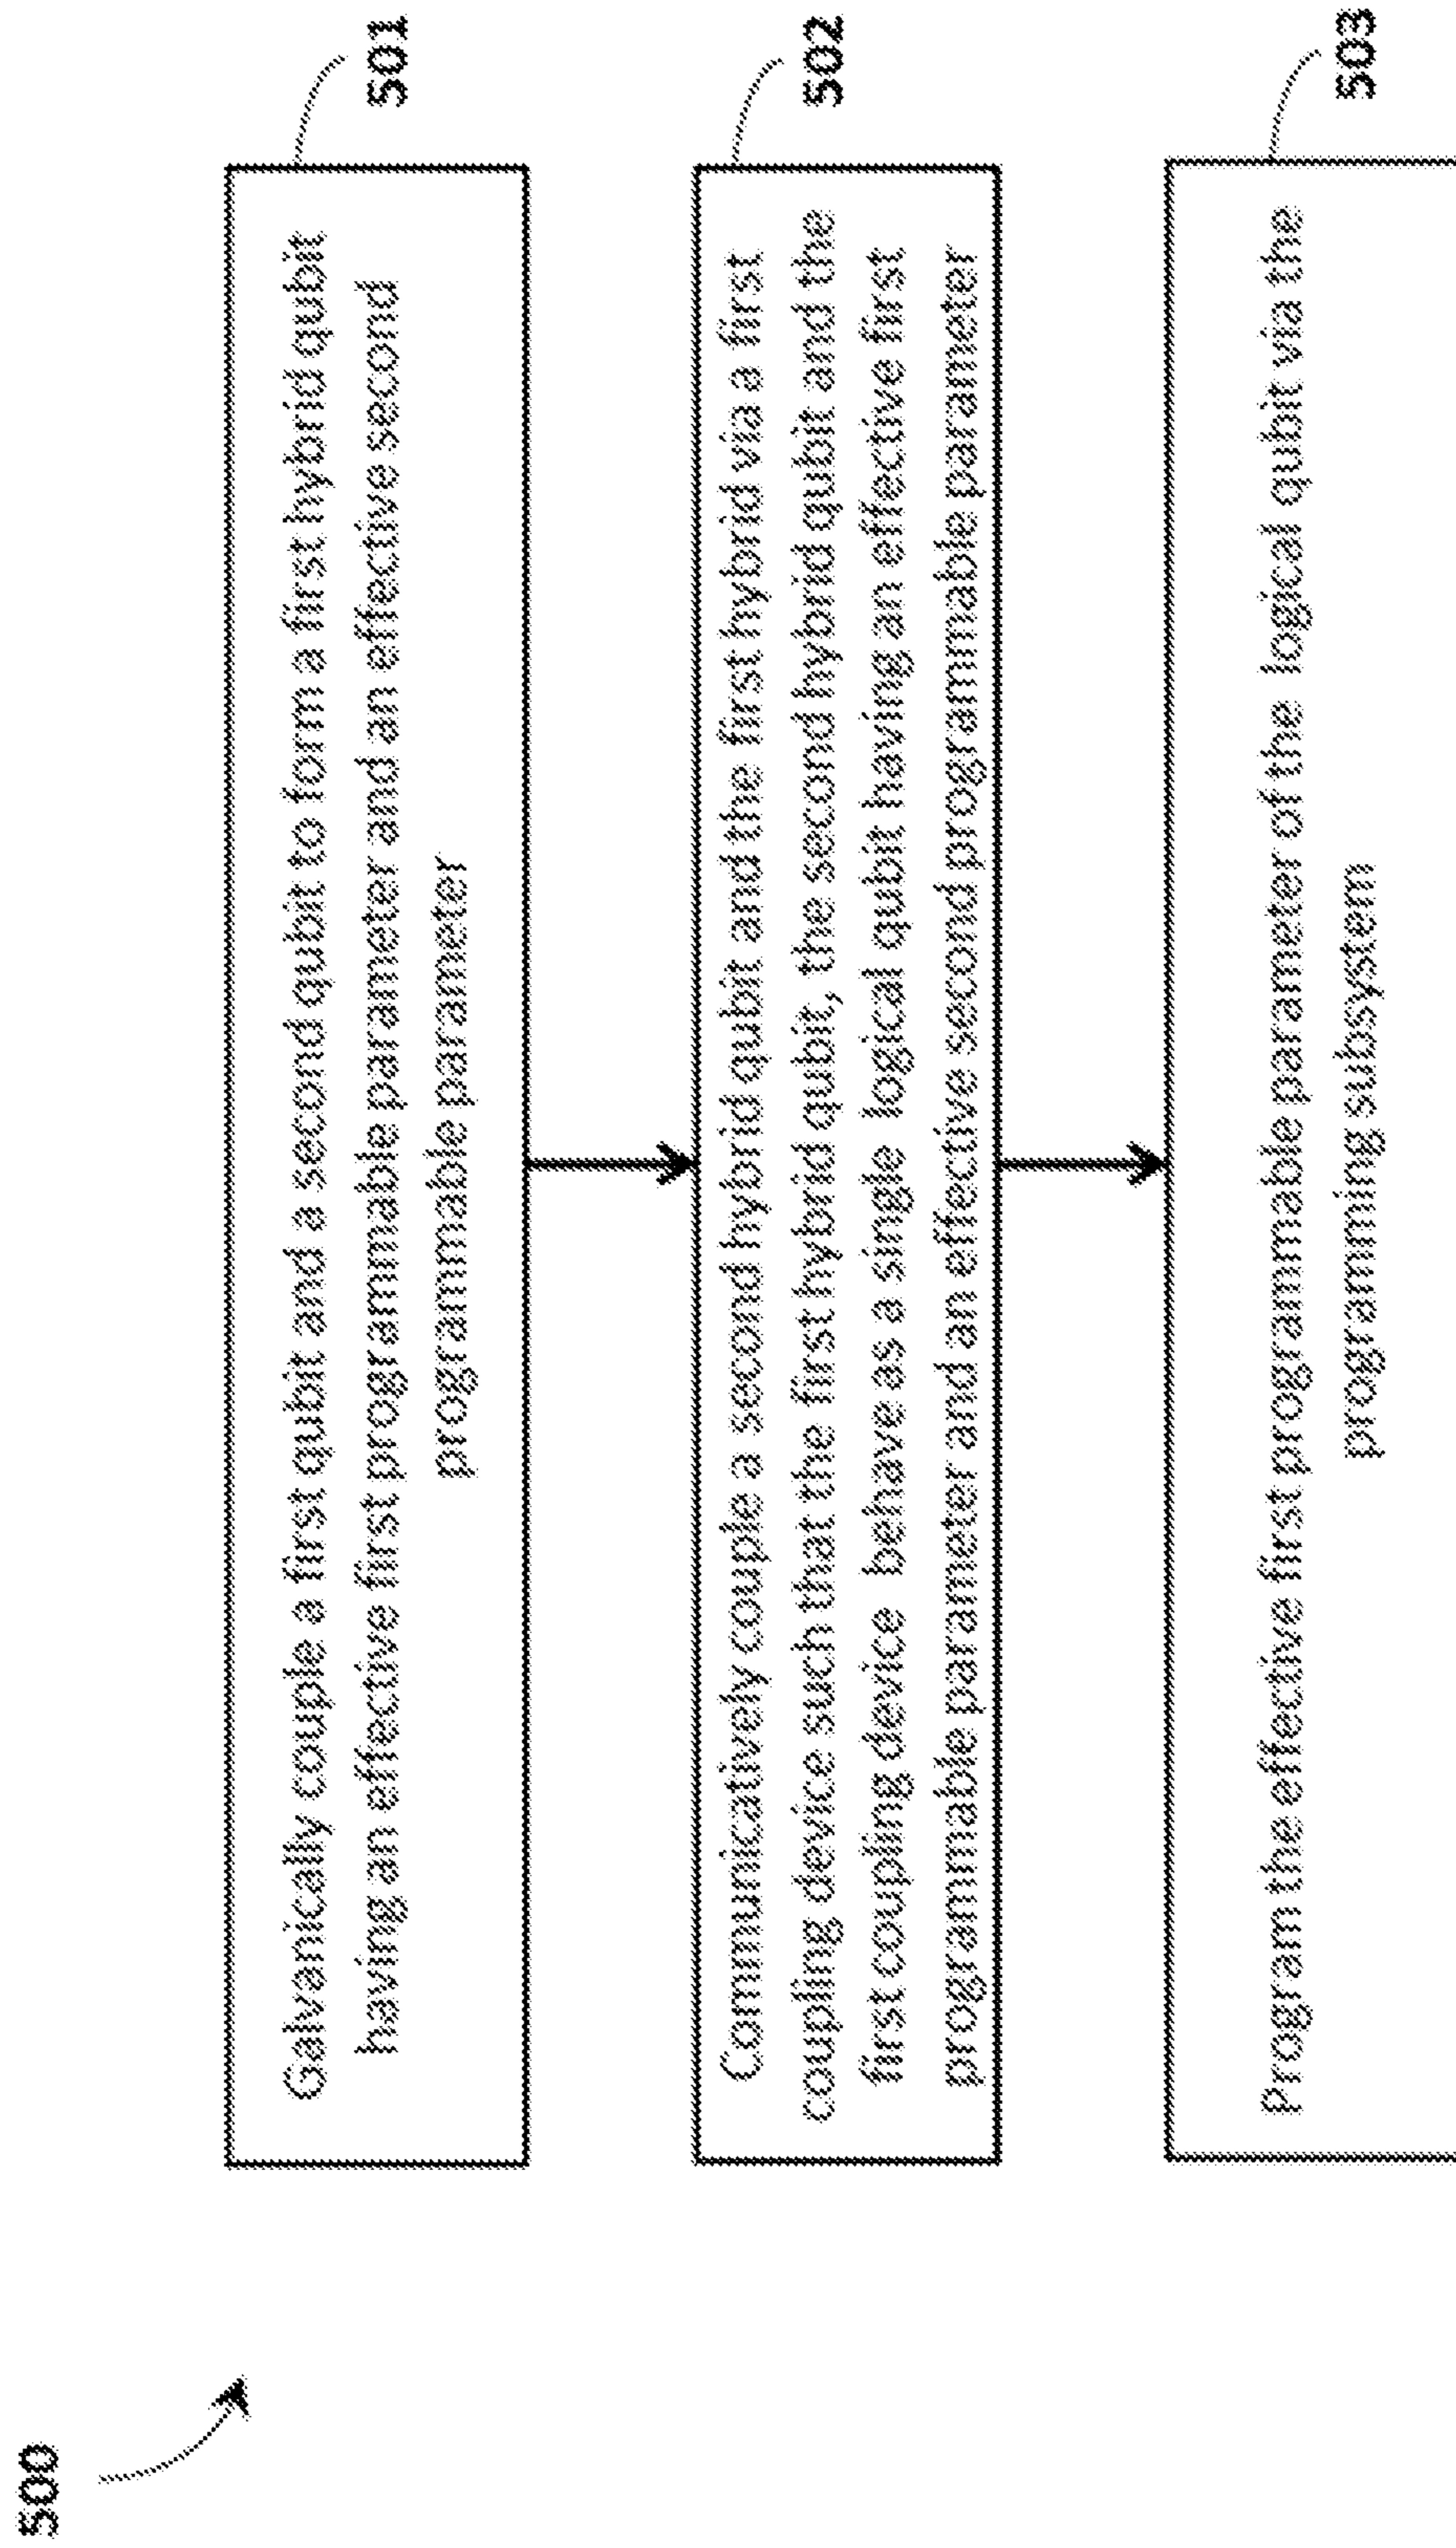 500
501
Galvanically couple a first qubit and a second qubit to form a first hybrid qubit
having an effective first programmable parameter and an effective second
programmable parameter
502
Communicatively couple a second hybrid qubit and the first hybrid via a first
coupling device such that the first hybrid qubit, the second hybrid qubit and the
first coupling device behave as a single logical qubit having an effective first
programmable parameter and an effective second programmable parameter
503
Program the effective first programmable parameter of the logical qubit via the
programming subsystem